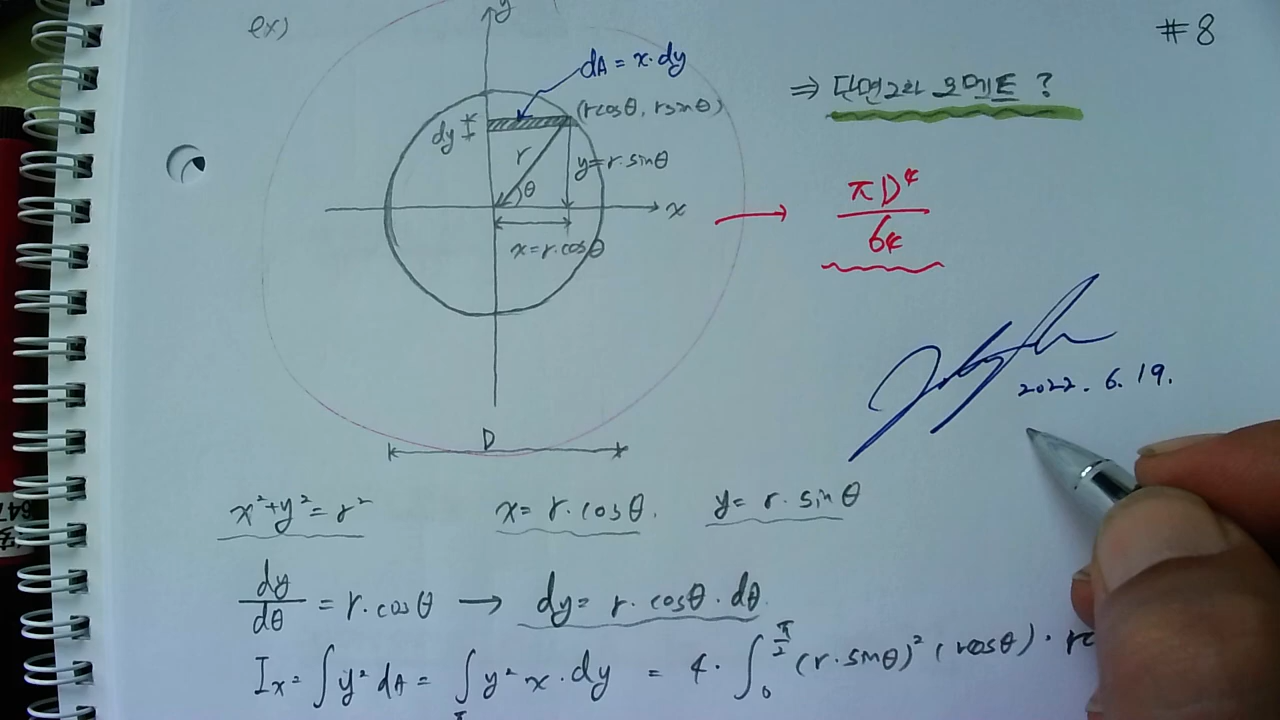 ex)
#8
y
dA = x·dy
⇒ 단면2차 모멘트 ?
(rcosθ, rsinθ)
dy
r
y=r·sinθ
θ
x
x=r·cosθ
πD⁴
64
2022. 6. 19.
D
x²+y²=r² x= r·cosθ. y= r·sinθ
dy/dθ = r·cosθ → dy= r·cosθ·dθ
Ix= ∫y² dA = ∫y² x·dy = 4·∫₀^(π/2) (r·sinθ)² (rcosθ)·rc